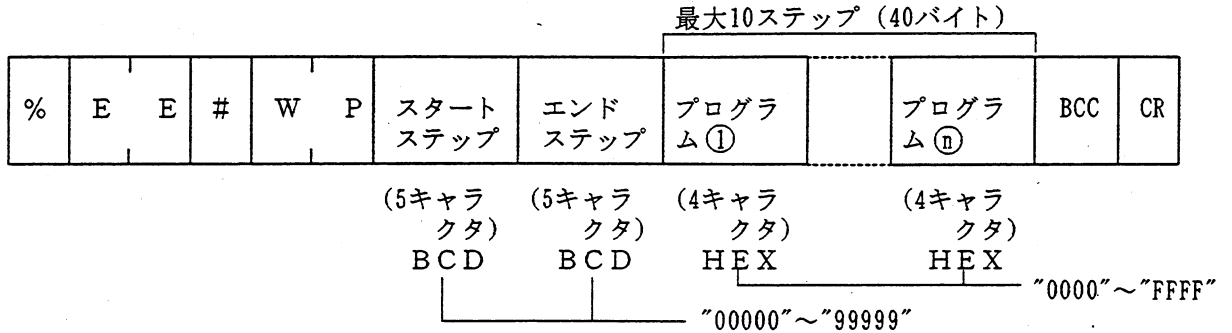 最大10ステップ (40バイト)
% E E # W P スタート エンド プログラ プログラ BCC CR
ステップ ステップ ム① ム ⓝ
(5キャラ (5キャラ (4キャラ (4キャラ
クタ) クタ) クタ) クタ)
BCD BCD HEX HEX
"0000"～"FFFF"
"00000"～"99999"